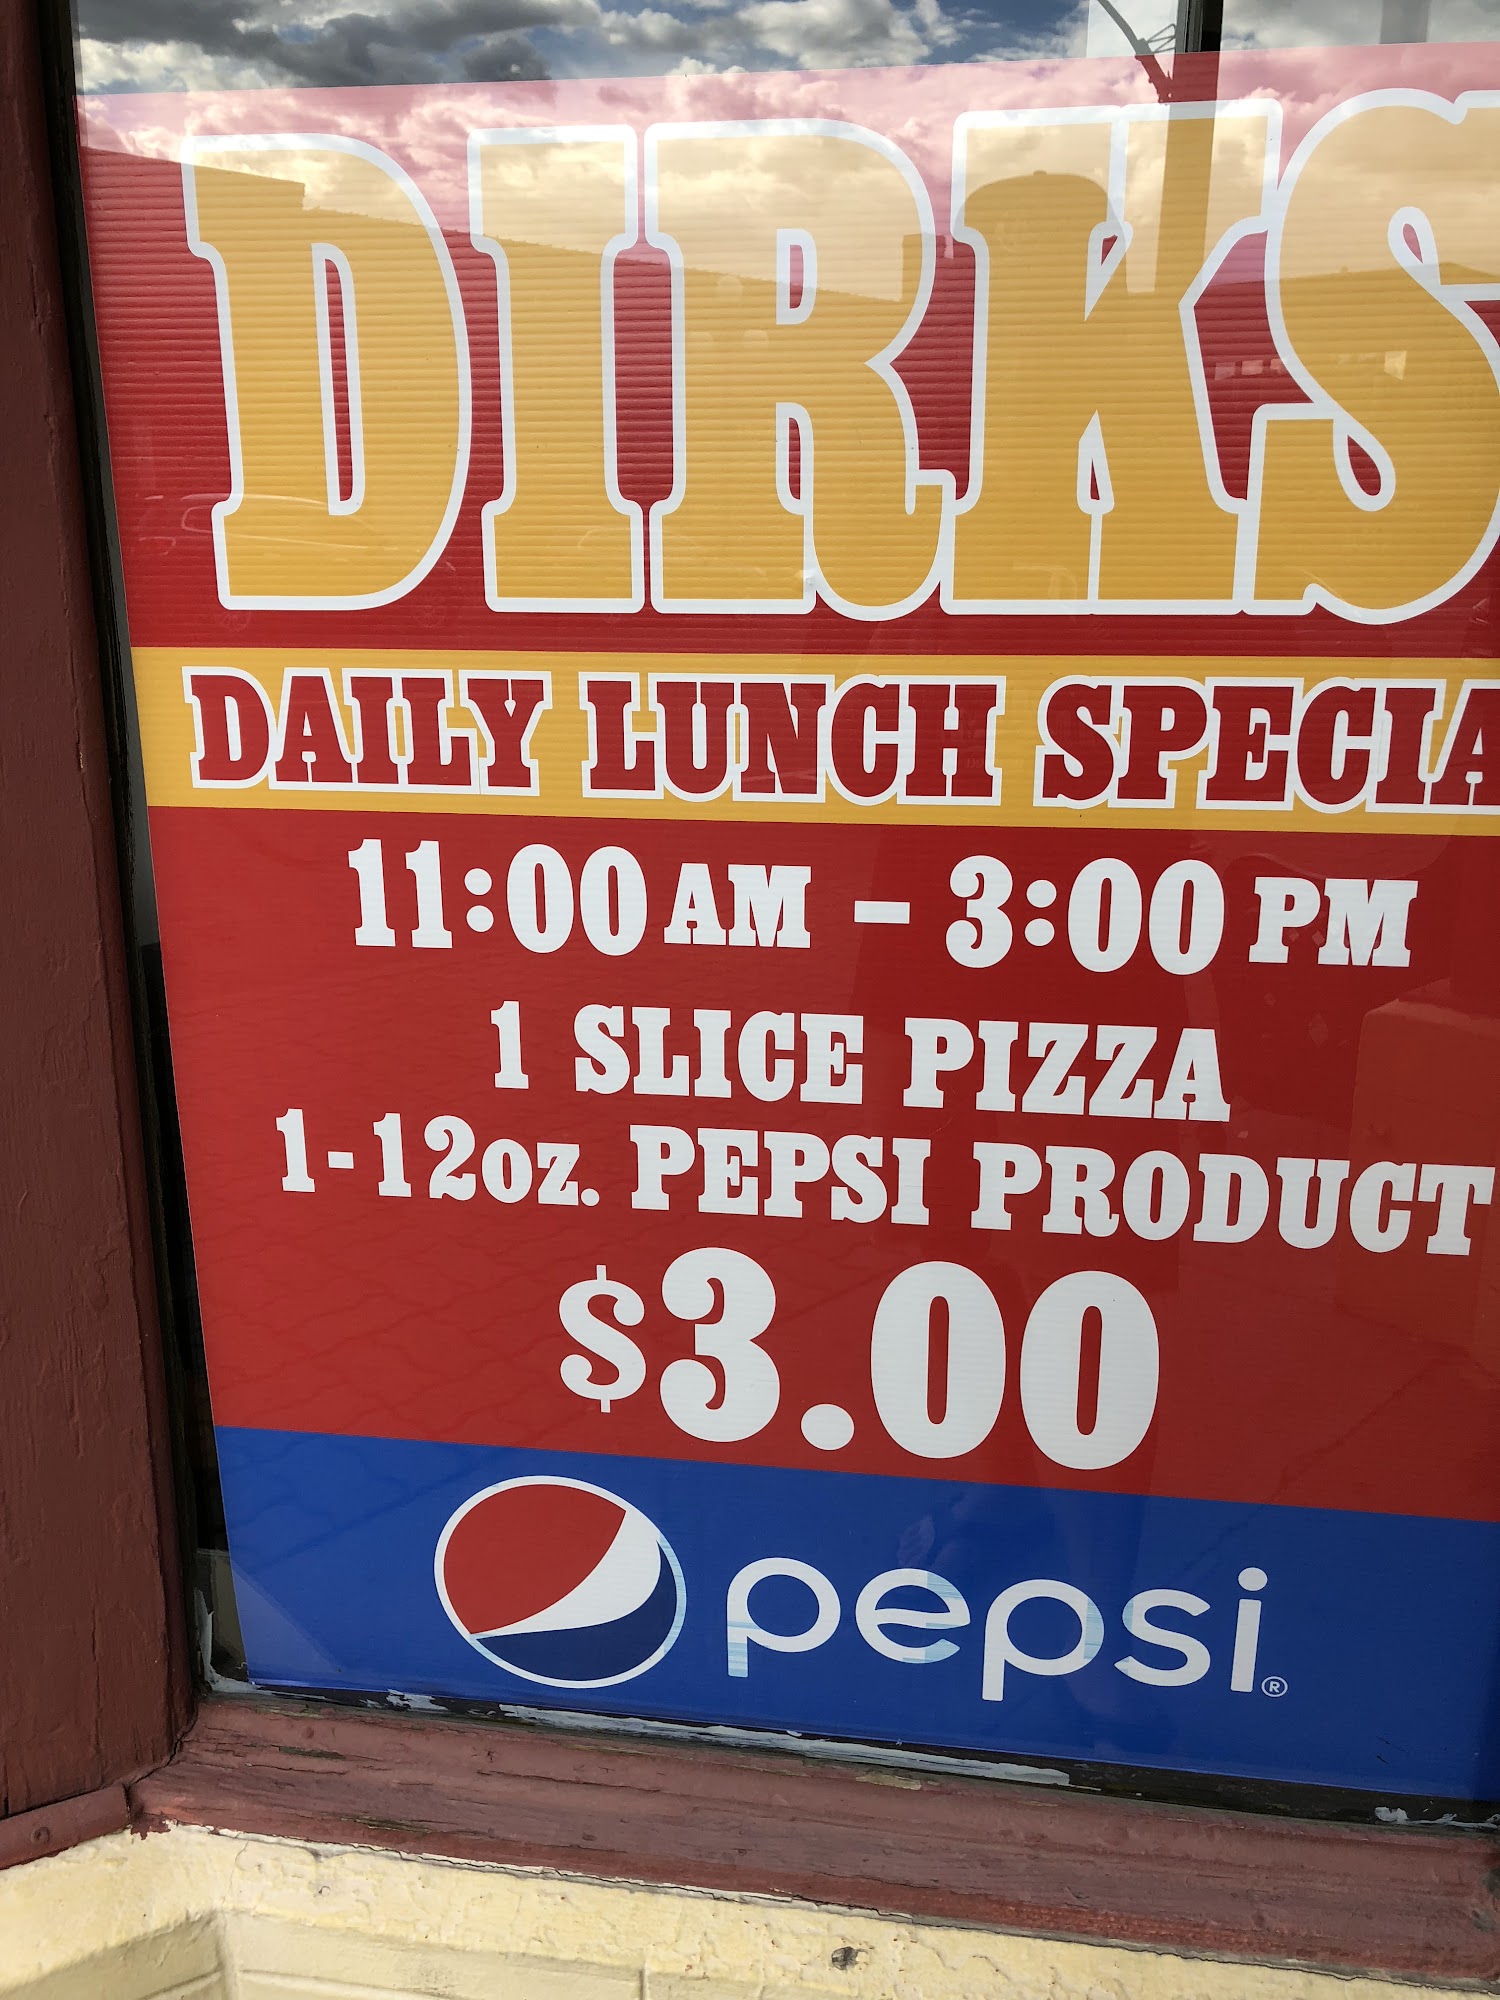 DIRKS
DAILY LUNCH SPECIA
11:00 AM - 3:00 PM
1 SLICE PIZZA
1-12oz. PEPSI PRODUCT
$3.00
pepsi®